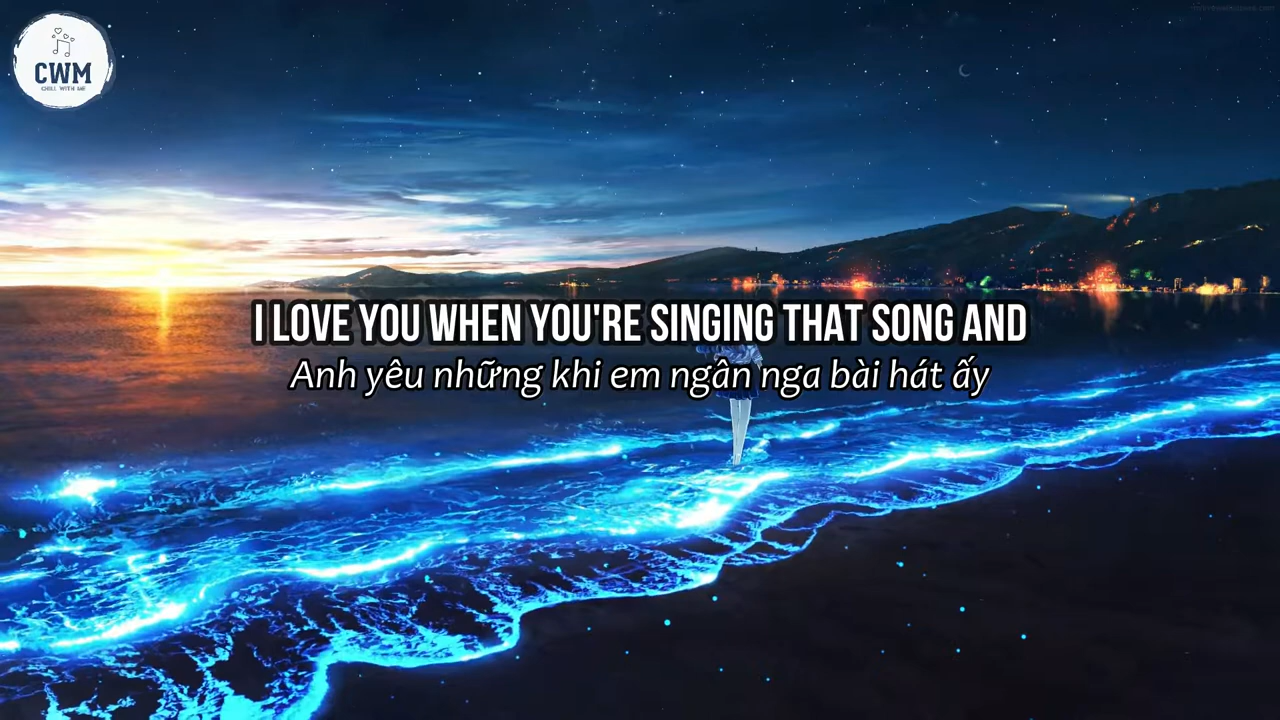 CWM
CHILL WITH ME
I LOVE YOU WHEN YOU'RE SINGING THAT SONG AND
Anh yêu những khi em ngân nga bài hát ấy